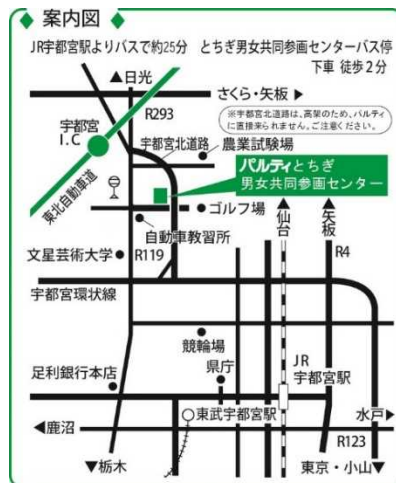 案内図
JR宇都宮駅よりバスで約25分 とちぎ男女共同参画センターバス停
下車 徒歩2分
▲日光
さくら・矢板▶
R293
※宇都宮北道路は、高架のため、パルティ
に直接来られません。ご注意ください。
宇都宮
I.C
宇都宮北道路
農業試験場
東北自動車道
パルティとちぎ
男女共同参画センター
ゴルフ場
▲仙台
▲矢板
自動車教習所
文星芸術大学
R119
R4
宇都宮環状線
競輪場
足利銀行本店
県庁
JR
宇都宮駅
東武宇都宮駅
水戸▶
◀鹿沼
R123
▼栃木
東京・小山▼